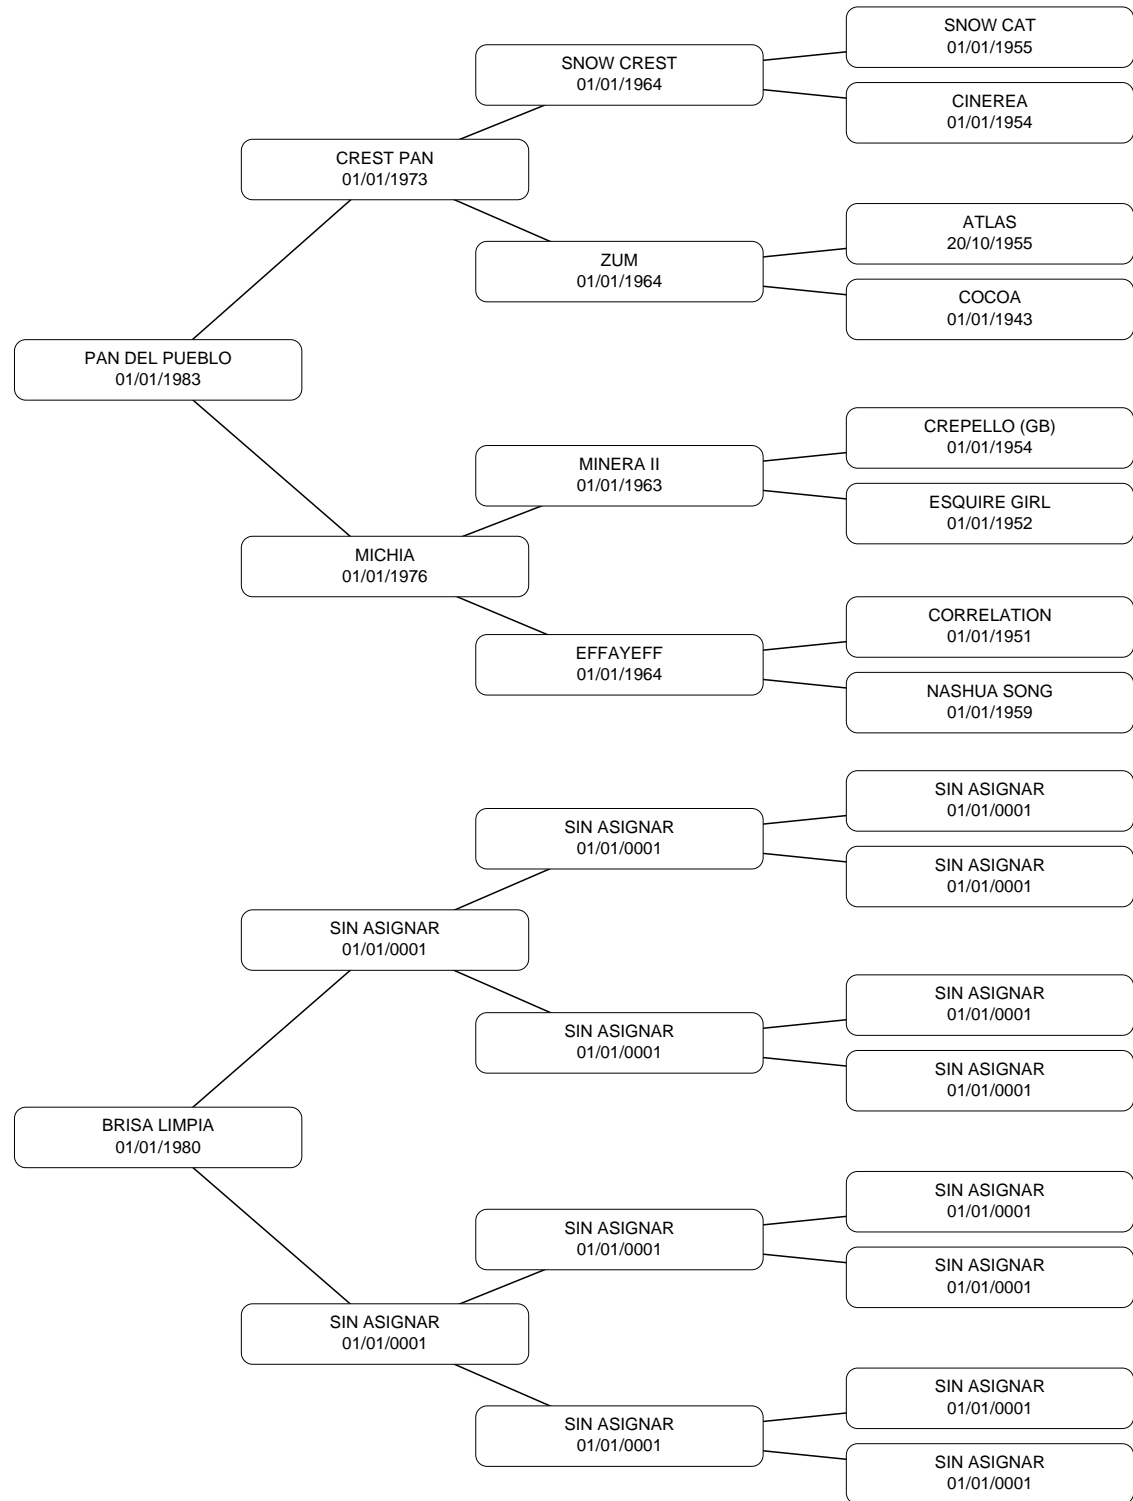 SNOW CAT
01/01/1955
SNOW CREST
01/01/1964
CINEREA
01/01/1954
CREST PAN
01/01/1973
ATLAS
20/10/1955
ZUM
01/01/1964
COCOA
01/01/1943
PAN DEL PUEBLO
01/01/1983
CREPELLO (GB)
01/01/1954
MINERA II
01/01/1963
ESQUIRE GIRL
01/01/1952
MICHIA
01/01/1976
CORRELATION
01/01/1951
EFFAYEFF
01/01/1964
NASHUA SONG
01/01/1959
SIN ASIGNAR
01/01/0001
SIN ASIGNAR
01/01/0001
SIN ASIGNAR
01/01/0001
SIN ASIGNAR
01/01/0001
SIN ASIGNAR
01/01/0001
SIN ASIGNAR
01/01/0001
SIN ASIGNAR
01/01/0001
BRISA LIMPIA
01/01/1980
SIN ASIGNAR
01/01/0001
SIN ASIGNAR
01/01/0001
SIN ASIGNAR
01/01/0001
SIN ASIGNAR
01/01/0001
SIN ASIGNAR
01/01/0001
SIN ASIGNAR
01/01/0001
SIN ASIGNAR
01/01/0001